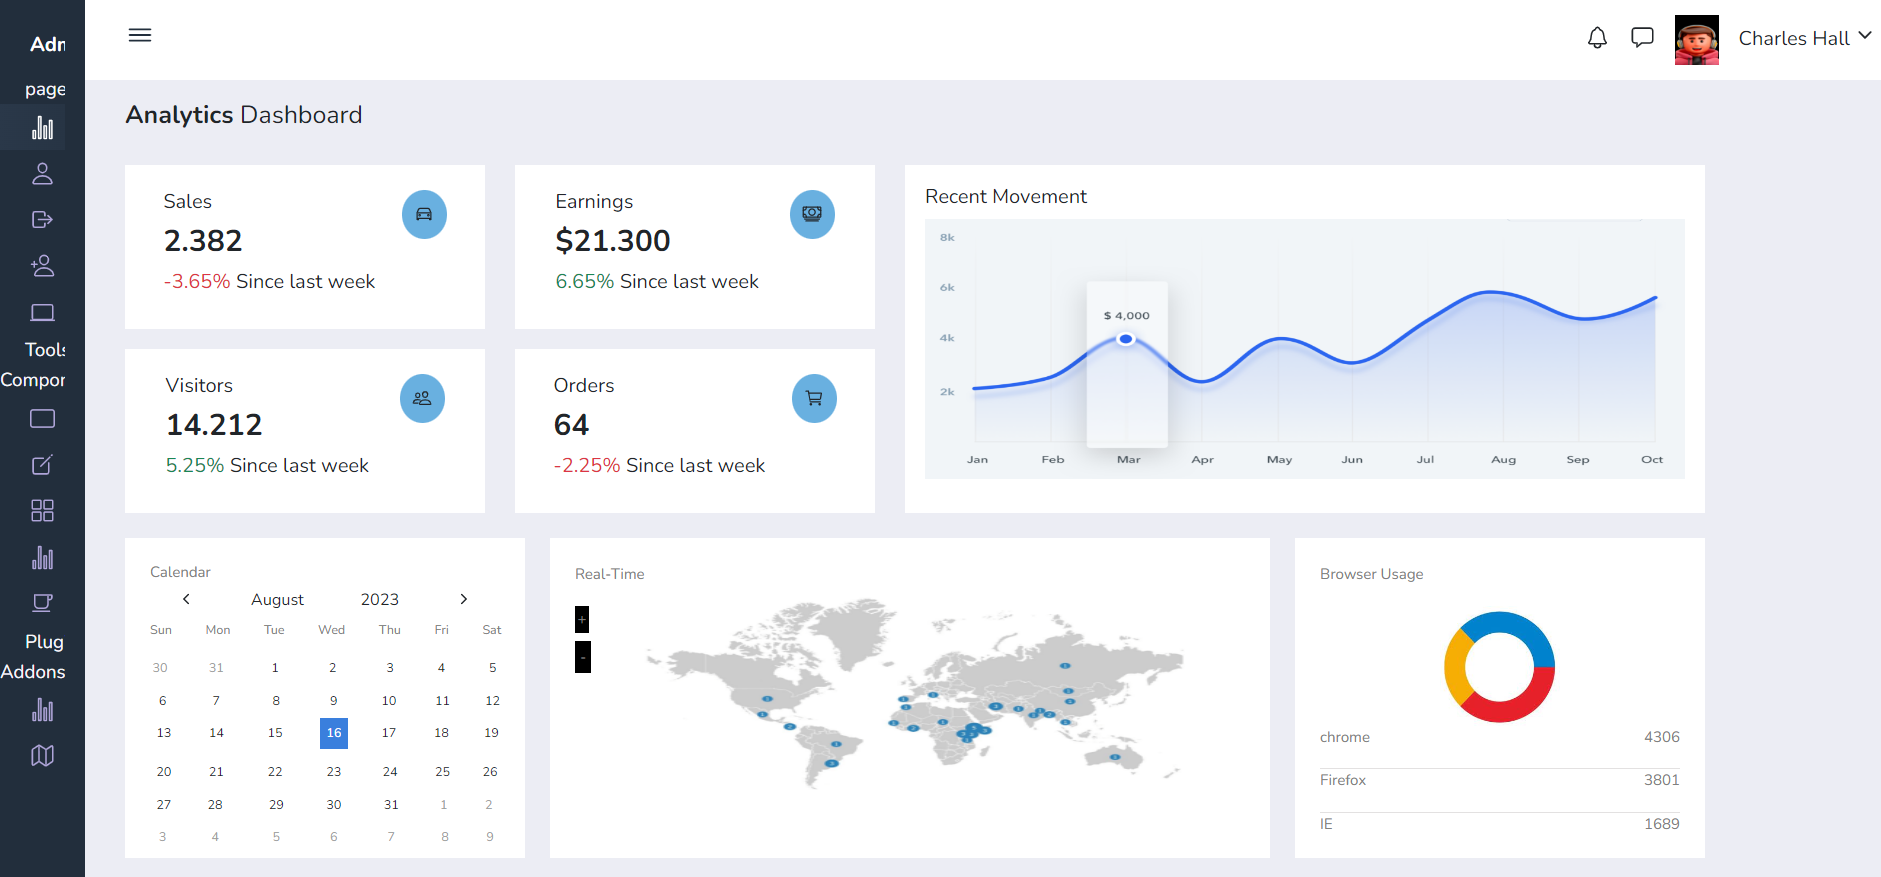 Adm
page
Tools
Compor
Plug
Addons
Charles Hall
Analytics Dashboard
Sales
2.382
-3.65% Since last week
Earnings
$21.300
6.65% Since last week
Visitors
14.212
5.25% Since last week
Orders
64
-2.25% Since last week
Recent Movement
8k
6k
4k
2k
$ 4,000
Jan Feb Mar Apr May Jun Jul Aug Sep Oct
Calendar
August 2023
Sun Mon Tue Wed Thu Fri Sat
30 31 1 2 3 4 5
6 7 8 9 10 11 12
13 14 15 16 17 18 19
20 21 22 23 24 25 26
27 28 29 30 31 1 2
3 4 5 6 7 8 9
Real-Time
+
-
Browser Usage
chrome 4306
Firefox 3801
IE 1689